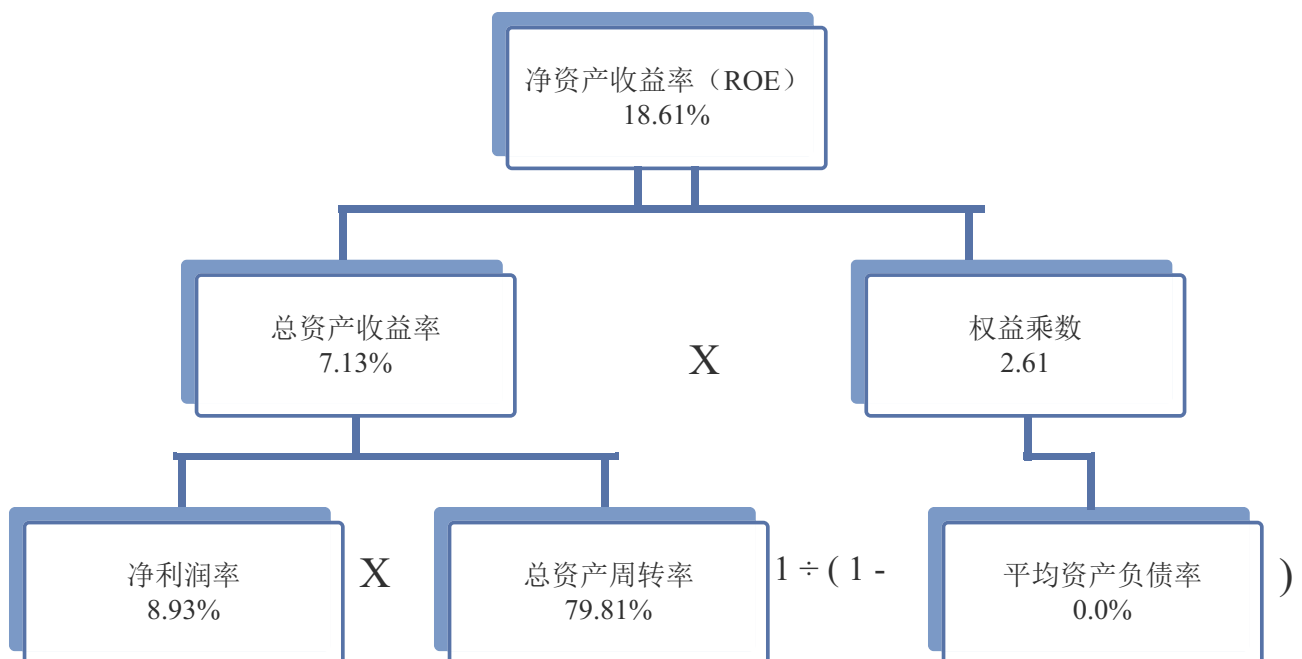 净资产收益率（ROE）
18.61%
总资产收益率
7.13%
X
权益乘数
2.61
净利润率
8.93%
X
总资产周转率
79.81%
1 ÷ ( 1 -
平均资产负债率
0.0%
)